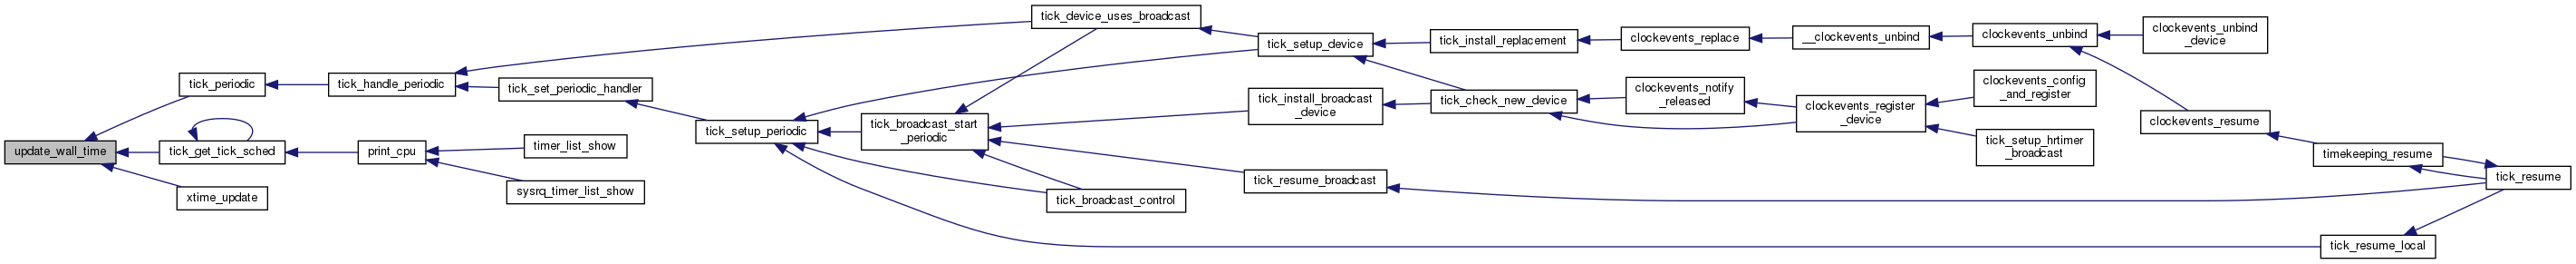 update_wall_time
tick_periodic
tick_get_tick_sched
xtime_update
tick_handle_periodic
print_cpu
tick_set_periodic_handler
timer_list_show
sysrq_timer_list_show
tick_setup_periodic
tick_broadcast_start
_periodic
tick_device_uses_broadcast
tick_broadcast_control
tick_setup_device
tick_install_broadcast
_device
tick_resume_broadcast
tick_install_replacement
tick_check_new_device
clockevents_replace
clockevents_notify
_released
__clockevents_unbind
clockevents_register
_device
clockevents_unbind
clockevents_config
_and_register
tick_setup_hrtimer
_broadcast
clockevents_unbind
_device
clockevents_resume
timekeeping_resume
tick_resume_local
tick_resume